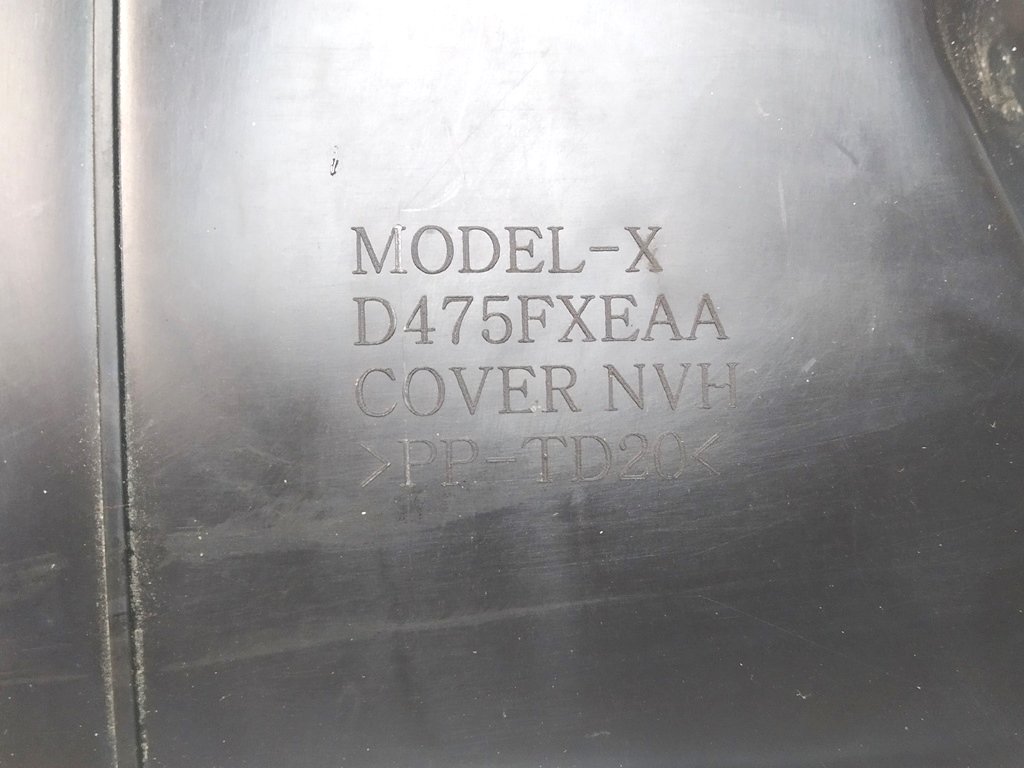 MODEL-X
D475FXEAA
COVER NVH
>PP-TD20<